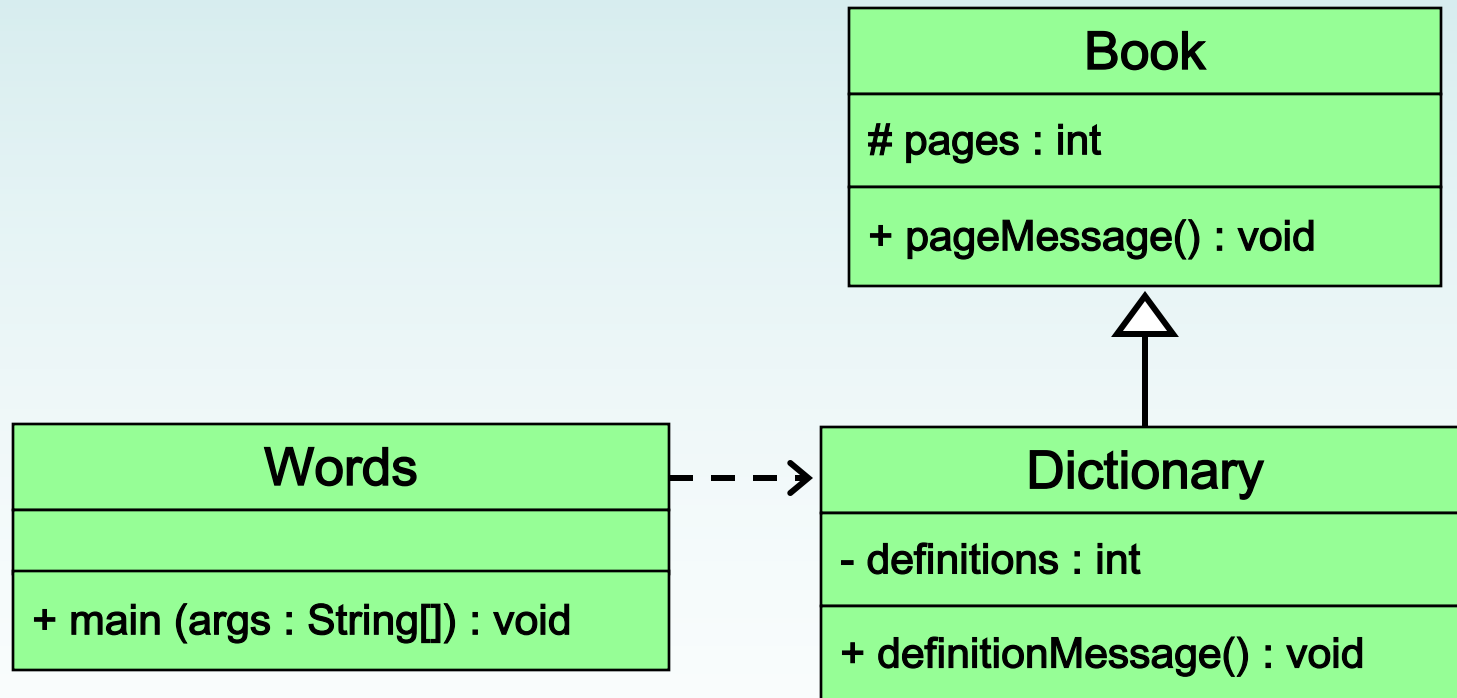 Book
# pages : int
+ pageMessage() : void
Words
+ main (args : String[]) : void
Dictionary
- definitions : int
+ definitionMessage() : void